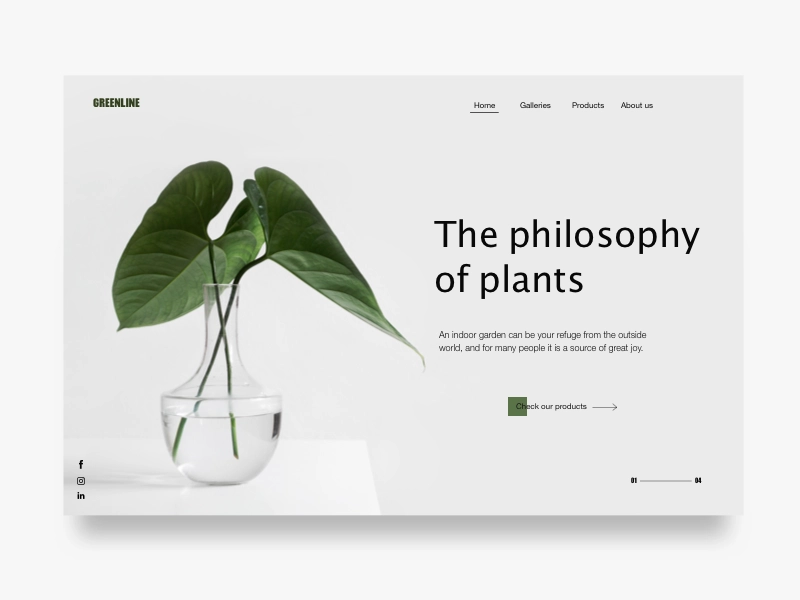 GREENLINE
Home Galleries Products About us
The philosophy
of plants
An indoor garden can be your refuge from the outside
world, and for many people it is a source of great joy.
Check our products
f
in
01 04